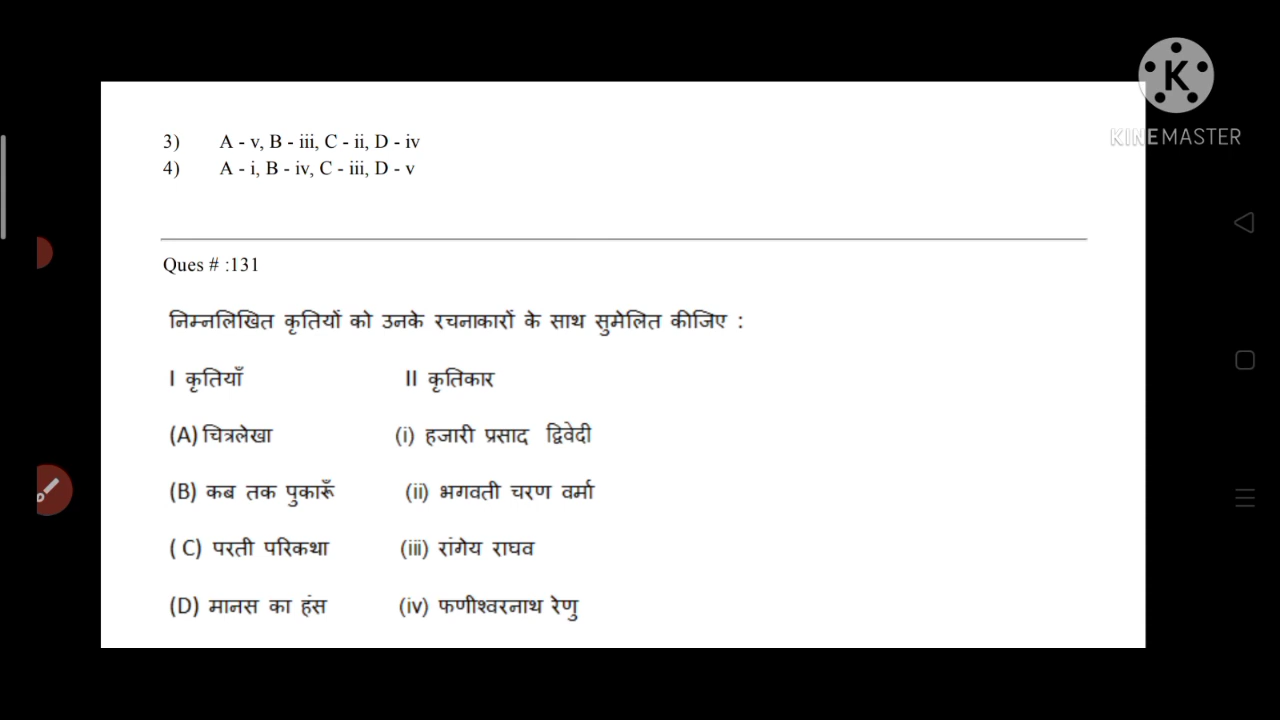 KINEMASTER
3) A - v, B - iii, C - ii, D - iv
4) A - i, B - iv, C - iii, D - v
Ques # :131
निम्नलिखित कृतियों को उनके रचनाकारों के साथ सुमेलित कीजिए :
I कृतियाँ II कृतिकार
(A) चित्रलेखा (i) हजारी प्रसाद द्विवेदी
(B) कब तक पुकारूँ (ii) भगवती चरण वर्मा
( C) परती परिकथा (iii) रांगेय राघव
(D) मानस का हंस (iv) फणीश्वरनाथ रेणु